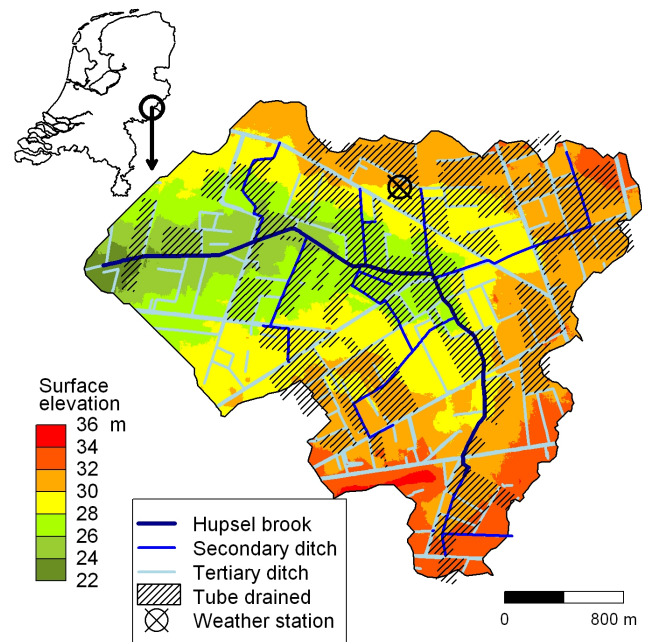 Surface
elevation
36 m
34
32
30
28
26
24
22
Hupsel brook
Secondary ditch
Tertiary ditch
Tube drained
Weather station
0 800 m